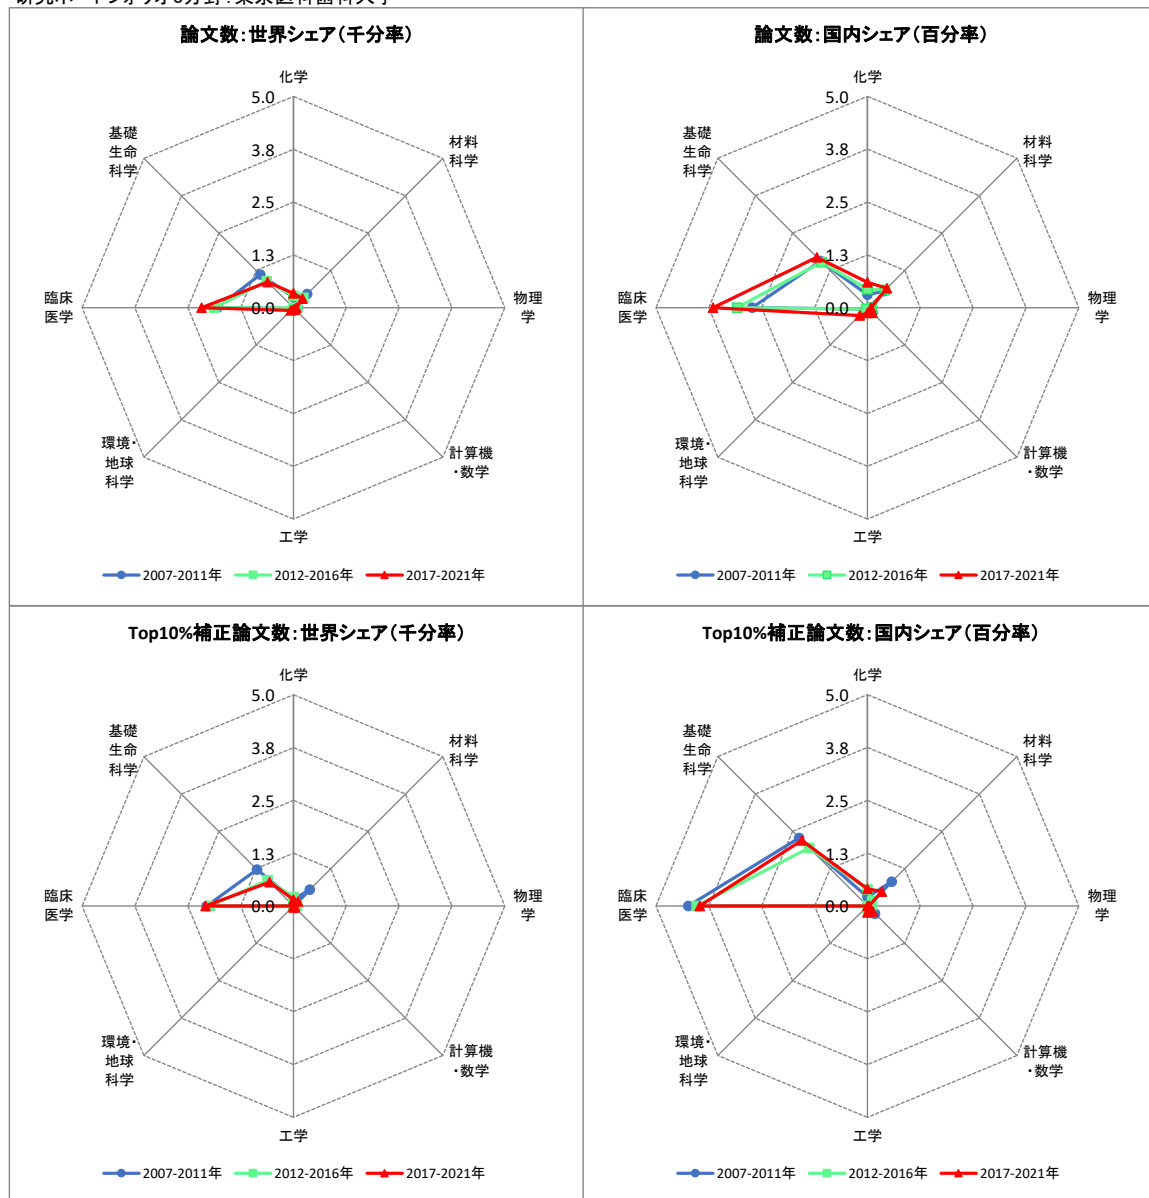 論文数：世界シェア（千分率）
化学
材料
科学
物理
学
計算機
・数学
工学
環境・
地球
科学
臨床
医学
基礎
生命
科学
5.0
3.8
2.5
1.3
0.0
2007-2011年
2012-2016年
2017-2021年
論文数：国内シェア（百分率）
化学
材料
科学
物理
学
計算機
・数学
工学
環境・
地球
科学
臨床
医学
基礎
生命
科学
5.0
3.8
2.5
1.3
0.0
2007-2011年
2012-2016年
2017-2021年
Top10%補正論文数：世界シェア（千分率）
化学
材料
科学
物理
学
計算機
・数学
工学
環境・
地球
科学
臨床
医学
基礎
生命
科学
5.0
3.8
2.5
1.3
0.0
2007-2011年
2012-2016年
2017-2021年
Top10%補正論文数：国内シェア（百分率）
化学
材料
科学
物理
学
計算機
・数学
工学
環境・
地球
科学
臨床
医学
基礎
生命
科学
5.0
3.8
2.5
1.3
0.0
2007-2011年
2012-2016年
2017-2021年